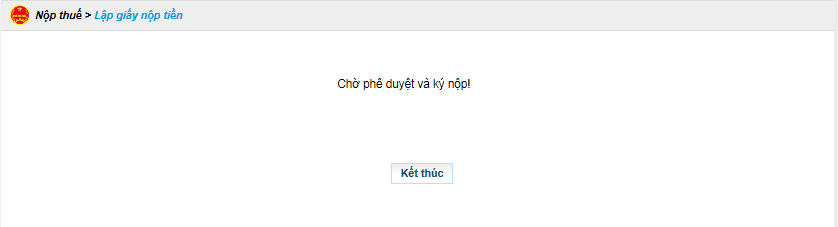 Nộp thuế > Lập giấy nộp tiền
Chờ phê duyệt và ký nộp!
Kết thúc